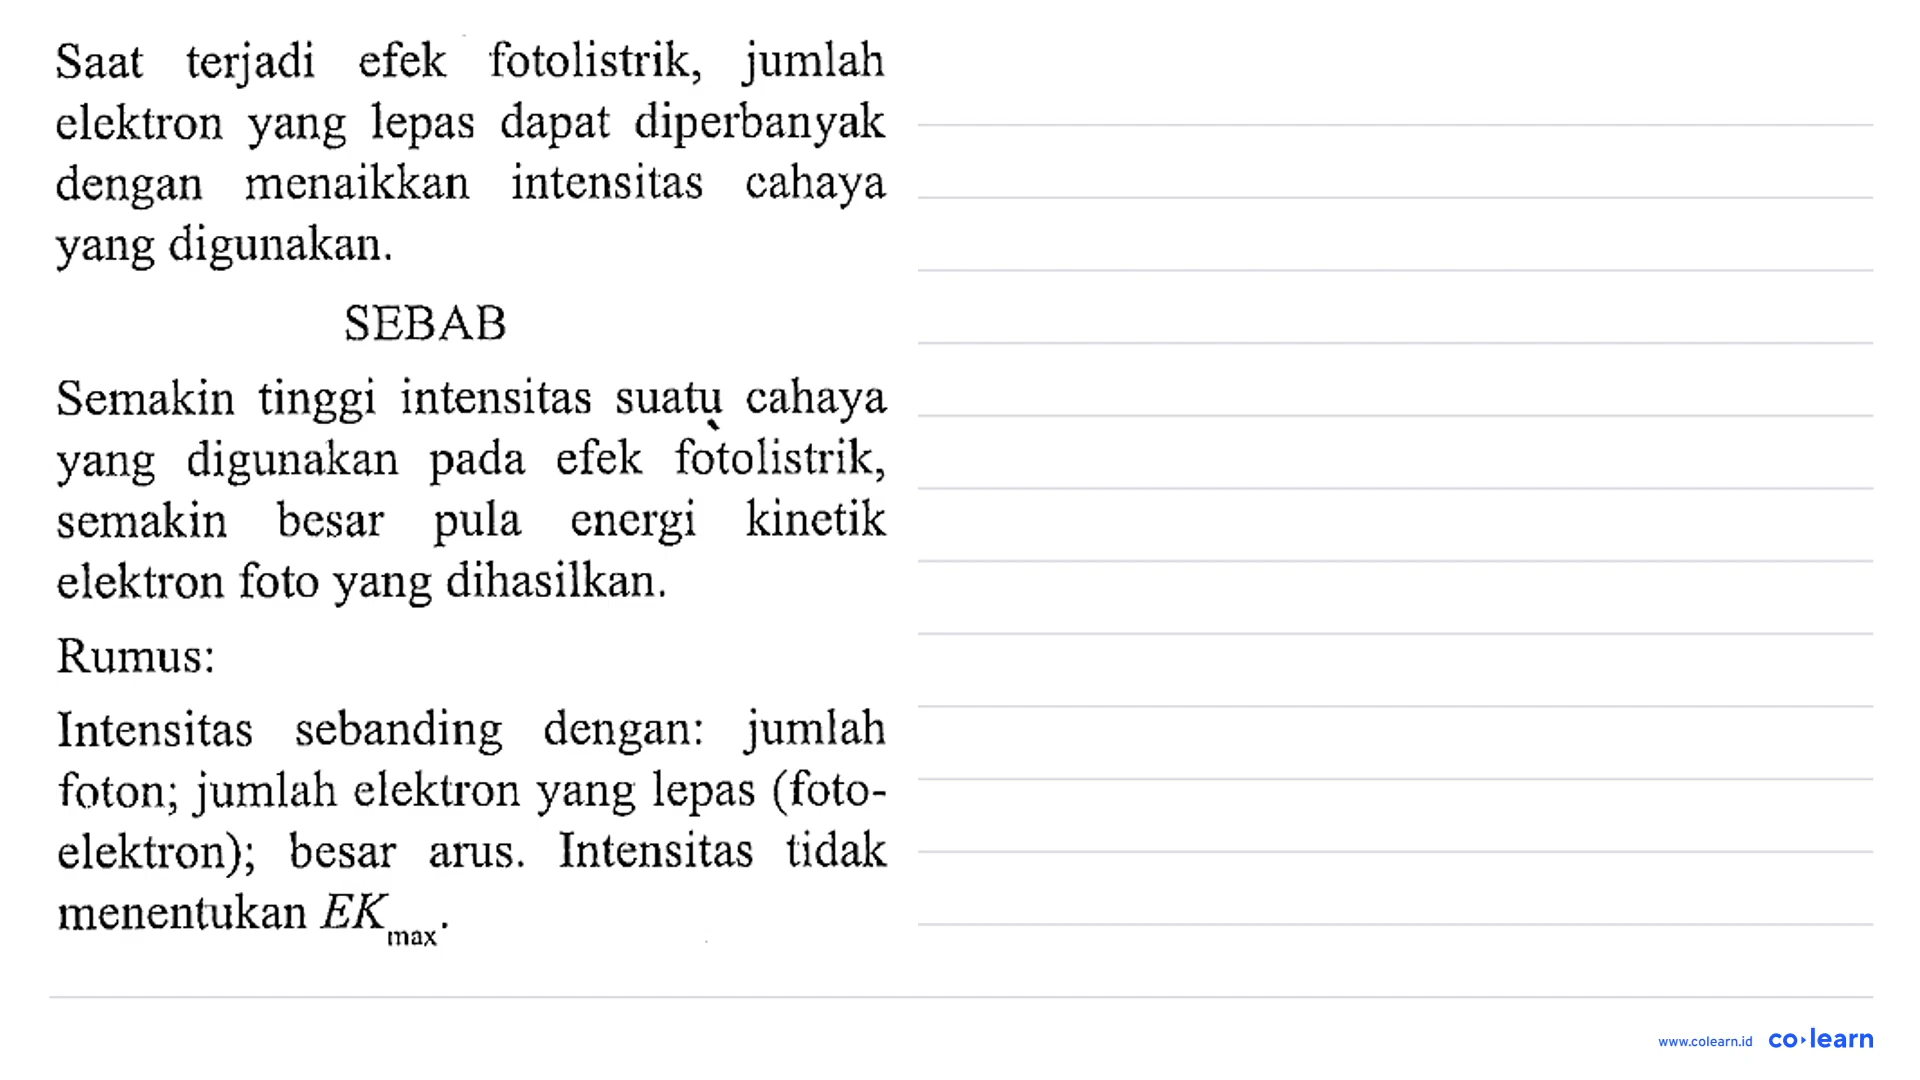 Saat terjadi efek fotolistrik, jumlah
elektron yang lepas dapat diperbanyak
dengan menaikkan intensitas cahaya
yang digunakan.
SEBAB
Semakin tinggi intensitas suatu cahaya
yang digunakan pada efek fotolistrik,
semakin besar pula energi kinetik
elektron foto yang dihasilkan.
Rumus:
Intensitas sebanding dengan: jumlah
foton; jumlah elektron yang lepas (foto-
elektron); besar arus. Intensitas tidak
menentukan EKmax.
www.colearn.id co·learn